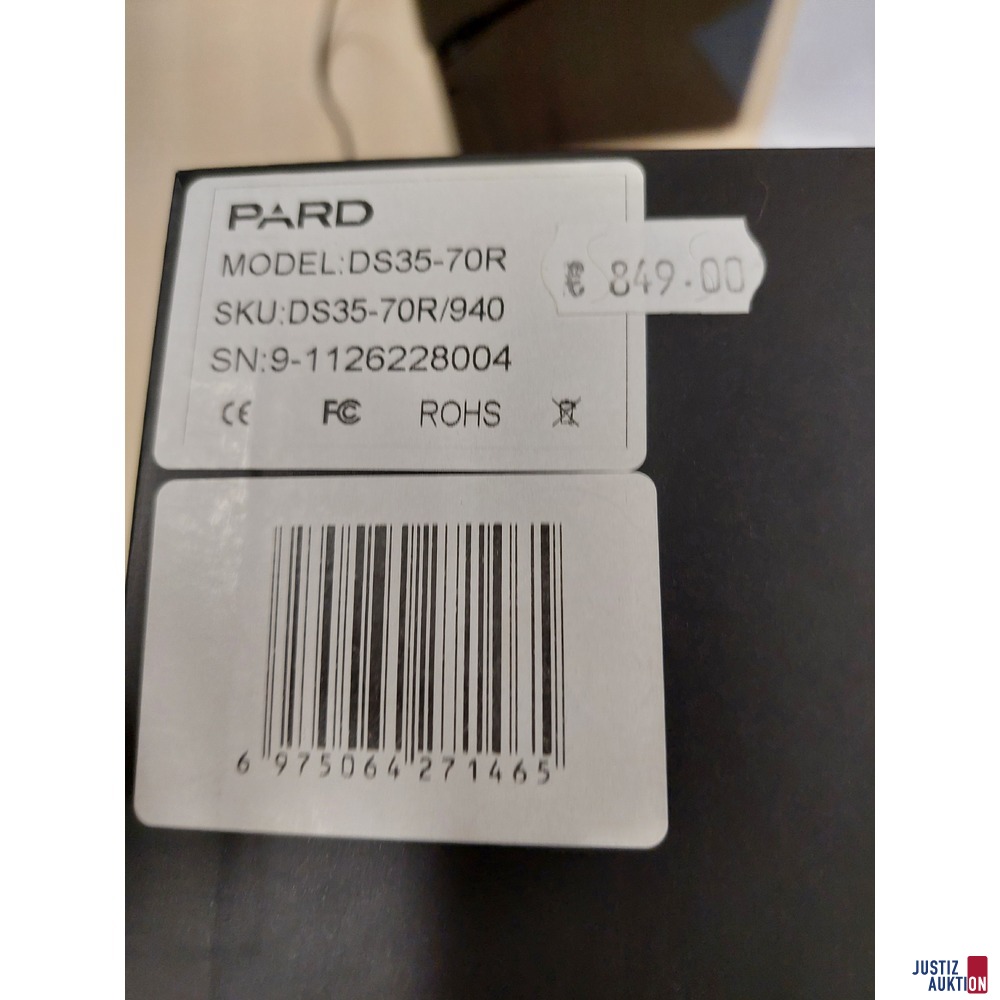 PARD
MODEL:DS35-70R
€ 849.00
SKU:DS35-70R/940
SN:9-1126228004
CE FC ROHS
6 975064 271465
JUSTIZ
AUKTION